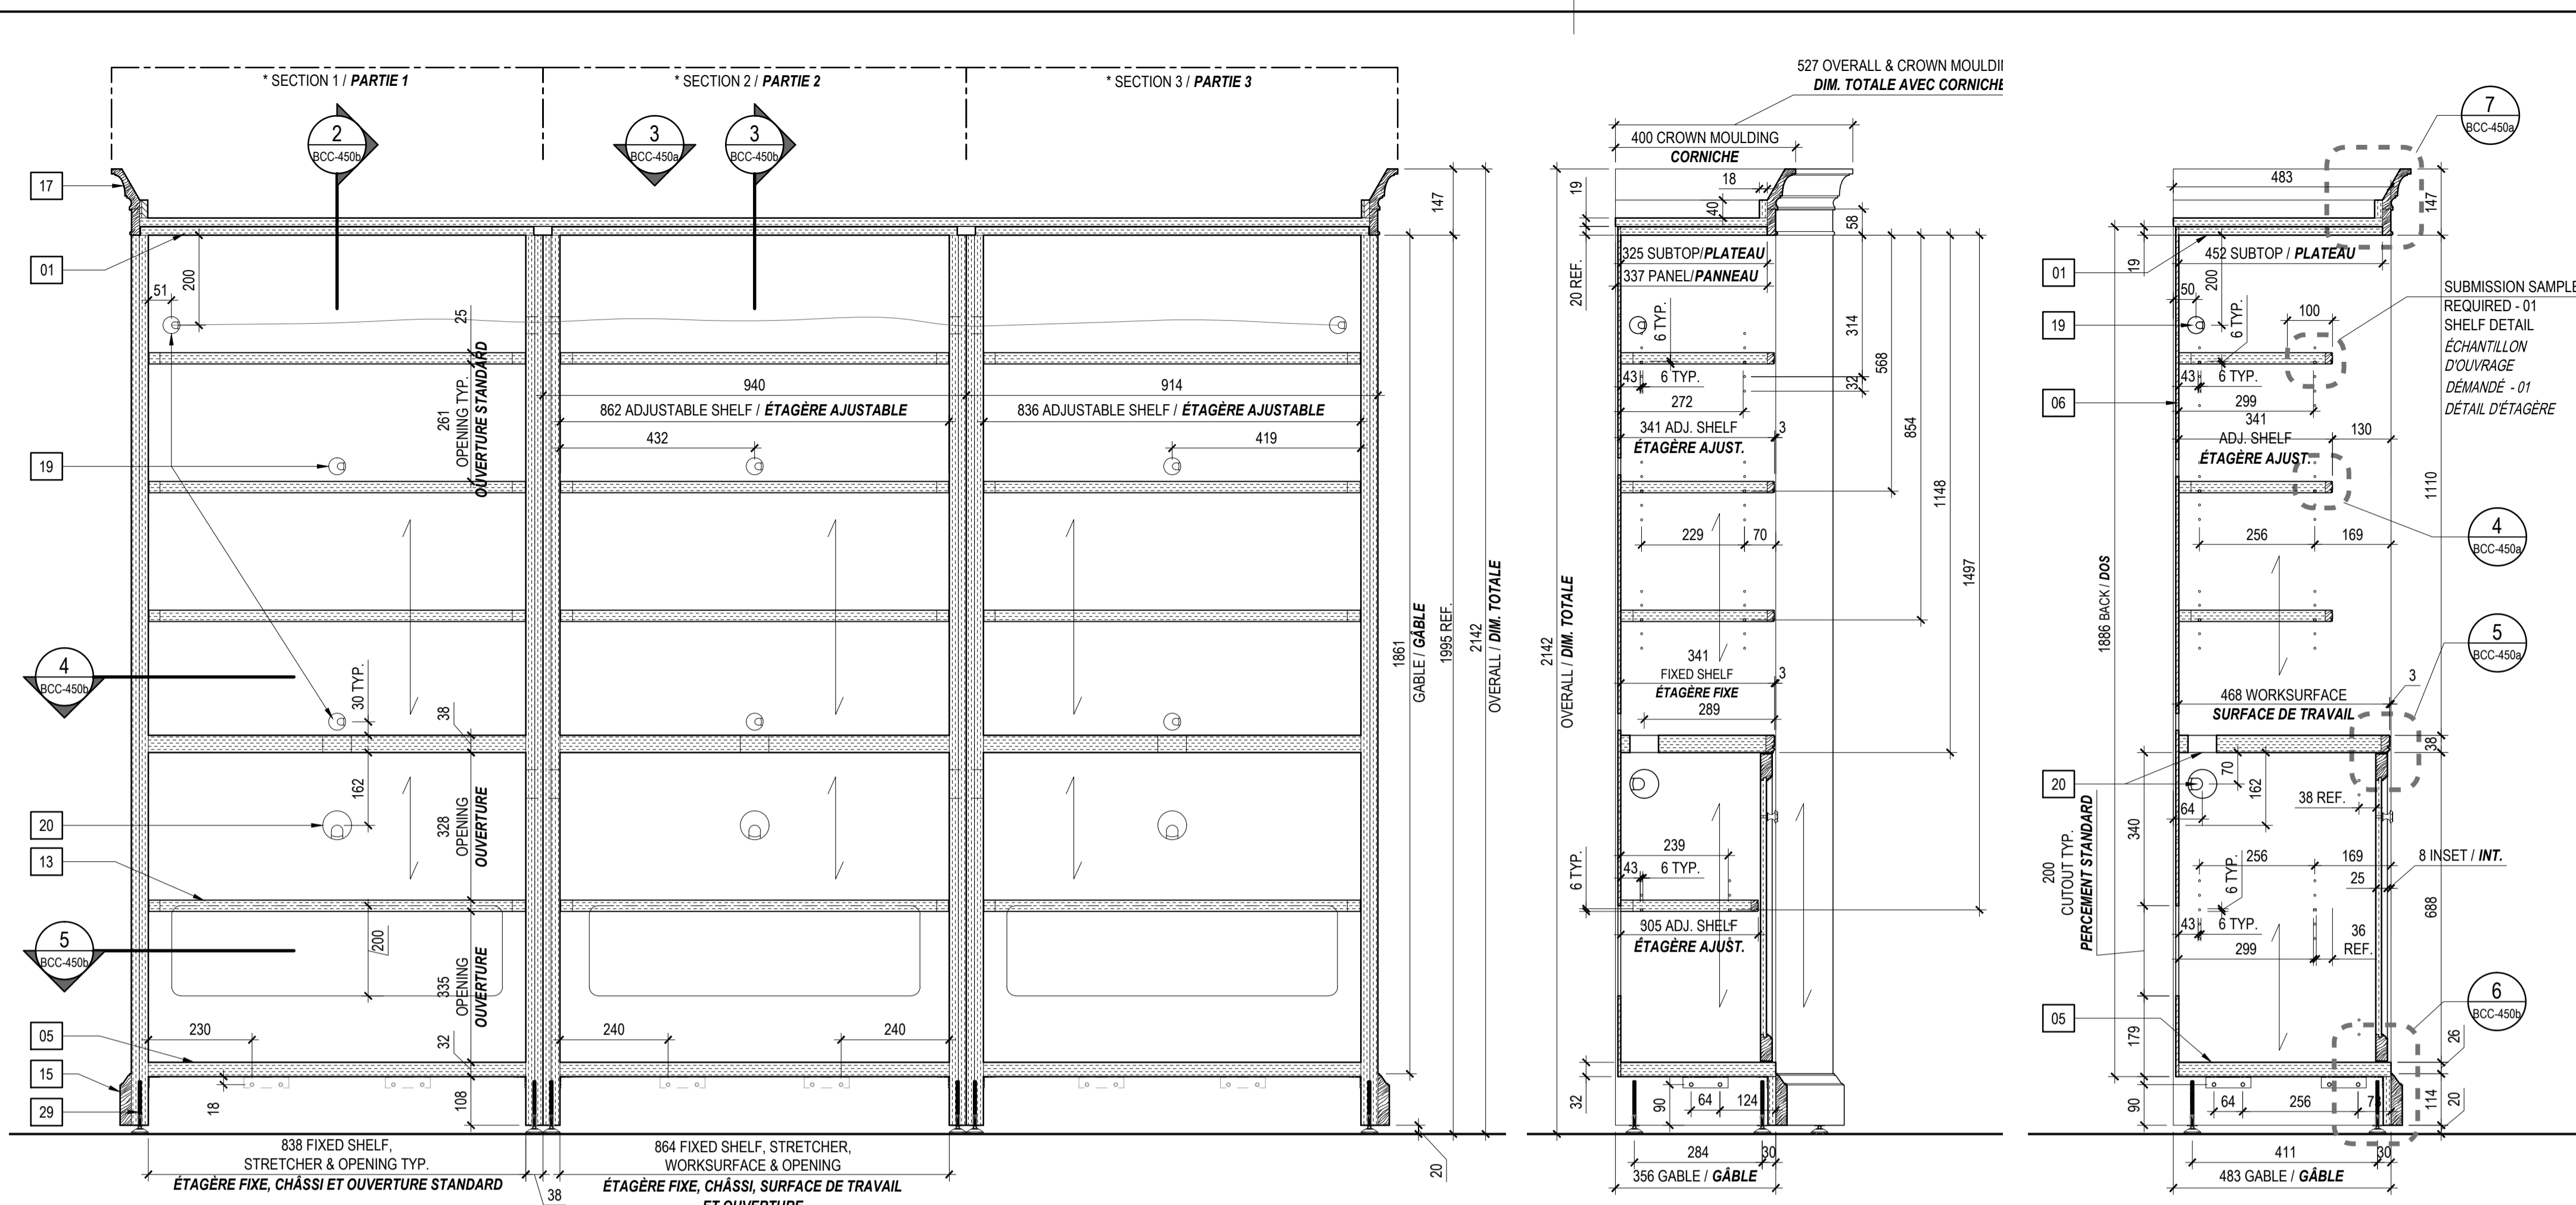 * SECTION 1 / PARTIE 1
* SECTION 2 / PARTIE 2
* SECTION 3 / PARTIE 3
2
BCC-450b
3
BCC-450a
3
BCC-450b
17
01
19
4
BCC-450b
20
13
5
BCC-450b
05
15
29
51
200
25
261
OPENING TYP.
OUVERTURE STANDARD
940
862 ADJUSTABLE SHELF / ÉTAGÈRE AJUSTABLE
432
914
836 ADJUSTABLE SHELF / ÉTAGÈRE AJUSTABLE
419
30 TYP.
38
162
328
OPENING
OUVERTURE
200
335
OPENING
OUVERTURE
230
240
240
32
18
108
838 FIXED SHELF,
STRETCHER & OPENING TYP.
ÉTAGÈRE FIXE, CHÂSSI ET OUVERTURE STANDARD
38
864 FIXED SHELF, STRETCHER,
WORKSURFACE & OPENING
ÉTAGÈRE FIXE, CHÂSSI, SURFACE DE TRAVAIL
ET OUVERTURE
147
1861
GABLE / GÂBLE
1995 REF.
2142
OVERALL / DIM. TOTALE
20
527 OVERALL & CROWN MOULDI
DIM. TOTALE AVEC CORNICHE
400 CROWN MOULDING
CORNICHE
19
18
40
58
20 REF.
325 SUBTOP/PLATEAU
337 PANEL/PANNEAU
6 TYP.
314
568
43
6 TYP.
32
272
854
341 ADJ. SHELF
3
ÉTAGÈRE AJUST.
1148
229
70
1497
2142
OVERALL / DIM. TOTALE
341
FIXED SHELF
3
ÉTAGÈRE FIXE
289
239
6 TYP.
43
6 TYP.
305 ADJ. SHELF
ÉTAGÈRE AJUST.
32
90
64
124
284
30
356 GABLE / GÂBLE
7
BCC-450a
483
147
01
19
452 SUBTOP / PLATEAU
50
200
SUBMISSION SAMPLE
REQUIRED - 01
SHELF DETAIL
ÉCHANTILLON
D'OUVRAGE
DÉMANDÉ - 01
DÉTAIL D'ÉTAGÈRE
19
6 TYP.
100
06
43
6 TYP.
299
341
ADJ. SHELF
ÉTAGÈRE AJUST.
130
1110
4
BCC-450a
256
169
1886 BACK / DOS
5
BCC-450a
3
468 WORKSURFACE
SURFACE DE TRAVAIL
38
20
70
162
64
38 REF.
200
CUTOUT TYP.
PERCEMENT STANDARD
340
256
169
8 INSET / INT.
25
6 TYP.
43
6 TYP.
688
299
36
REF.
6
BCC-450b
05
179
26
90
64
256
114
20
411
30
483 GABLE / GÂBLE